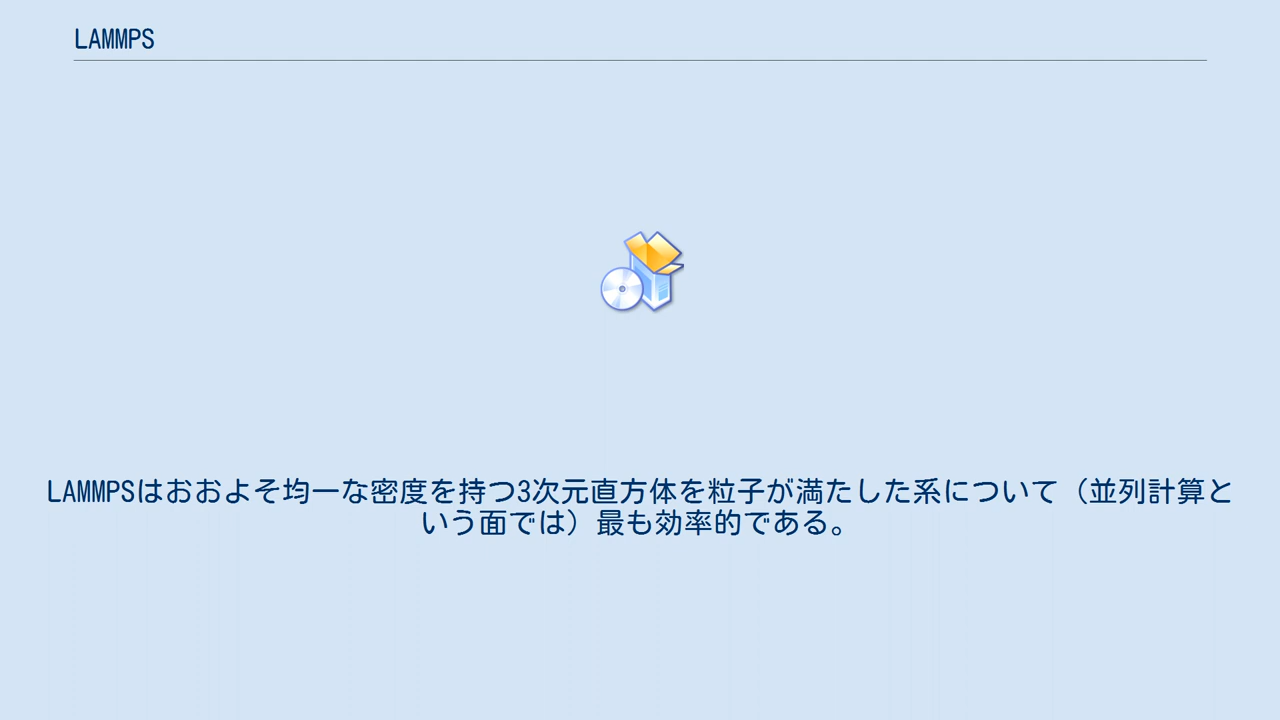 LAMMPS
LAMMPSはおおよそ均一な密度を持つ3次元直方体を粒子が満たした系について（並列計算と
いう面では）最も効率的である。